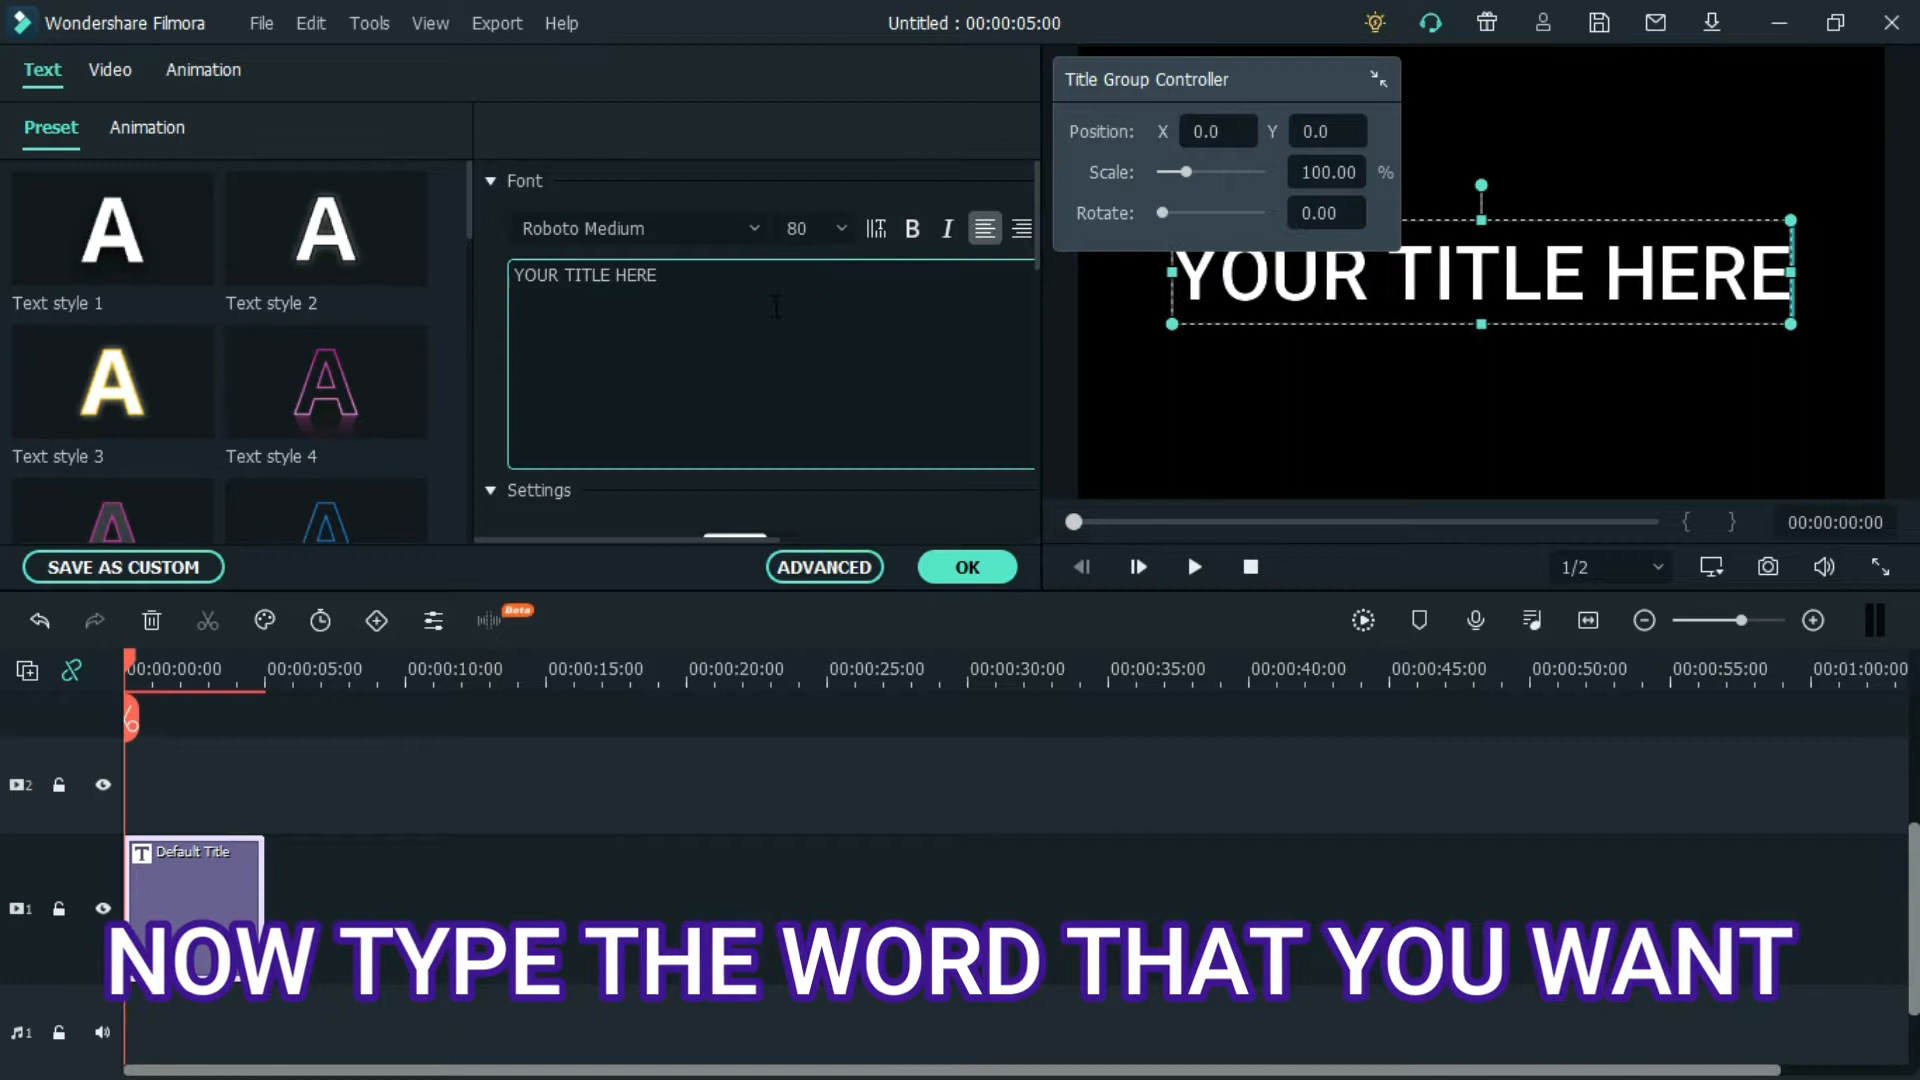 Wondershare Filmora File Edit Tools View Export Help Untitled : 00:00:05:00
Text Video Animation
Preset Animation
Text style 1 Text style 2
Text style 3 Text style 4
Font
Roboto Medium 80 B I
YOUR TITLE HERE
Settings
SAVE AS CUSTOM ADVANCED OK
Title Group Controller
Position: X 0.0 Y 0.0
Scale: 100.00 %
Rotate: 0.00
YOUR TITLE HERE
{ } 00:00:00:00
1/2
Beta
00:00:00:00 00:00:05:00 00:00:10:00 00:00:15:00 00:00:20:00 00:00:25:00 00:00:30:00 00:00:35:00 00:00:40:00 00:00:45:00 00:00:50:00 00:00:55:00 00:01:00:00
2
T Default Title
1
NOW TYPE THE WORD THAT YOU WANT
1